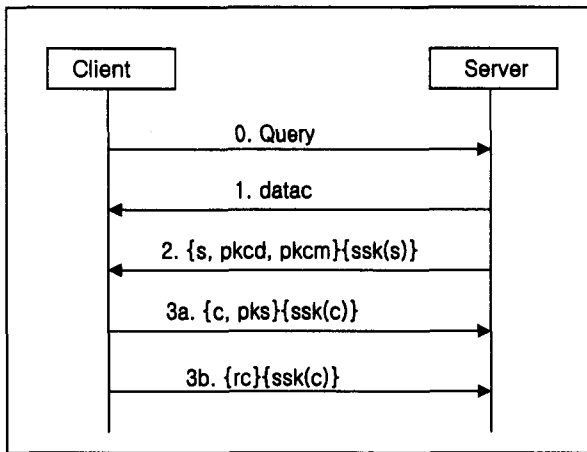 Client
Server
0. Query
1. datac
2. {s, pkcd, pkcm}{ssk(s)}
3a. {c, pks}{ssk(c)}
3b. {rc}{ssk(c)}